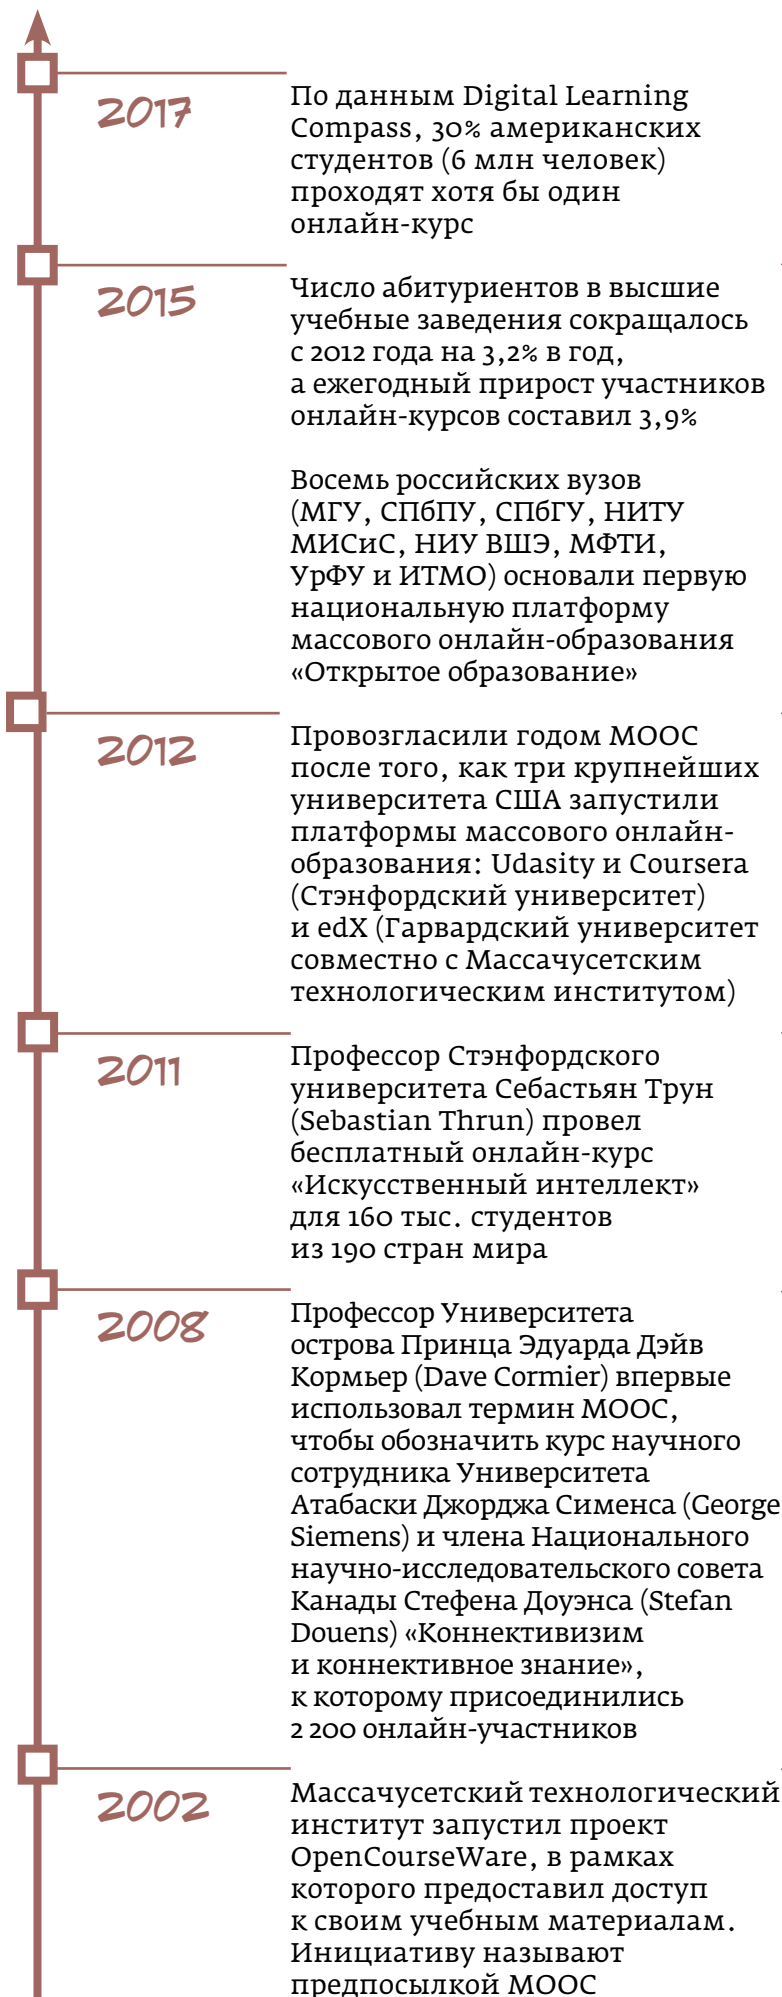 2017
По данным Digital Learning
Compass, 30% американских
студентов (6 млн человек)
проходят хотя бы один
онлайн-курс
2015
Число абитуриентов в высшие
учебные заведения сокращалось
с 2012 года на 3,2% в год,
а ежегодный прирост участников
онлайн-курсов составил 3,9%
Восемь российских вузов
(МГУ, СПбПУ, СПбГУ, НИТУ
МИСиС, НИУ ВШЭ, МФТИ,
УрФУ и ИТМО) основали первую
национальную платформу
массового онлайн-образования
«Открытое образование»
2012
Провозгласили годом МООС
после того, как три крупнейших
университета США запустили
платформы массового онлайн-
образования: Udasity и Coursera
(Стэнфордский университет)
и edX (Гарвардский университет
совместно с Массачусетским
технологическим институтом)
2011
Профессор Стэнфордского
университета Себастьян Трун
(Sebastian Thrun) провел
бесплатный онлайн-курс
«Искусственный интеллект»
для 160 тыс. студентов
из 190 стран мира
2008
Профессор Университета
острова Принца Эдуарда Дэйв
Кормьер (Dave Cormier) впервые
использовал термин МООС,
чтобы обозначить курс научного
сотрудника Университета
Атабаски Джорджа Сименса (George
Siemens) и члена Национального
научно-исследовательского совета
Канады Стефена Доуэнса (Stefan
Douens) «Коннективизим
и коннективное знание»,
к которому присоединились
2 200 онлайн-участников
2002
Массачусетский технологический
институт запустил проект
OpenCourseWare, в рамках
которого предоставил доступ
к своим учебным материалам.
Инициативу называют
предпосылкой МООС